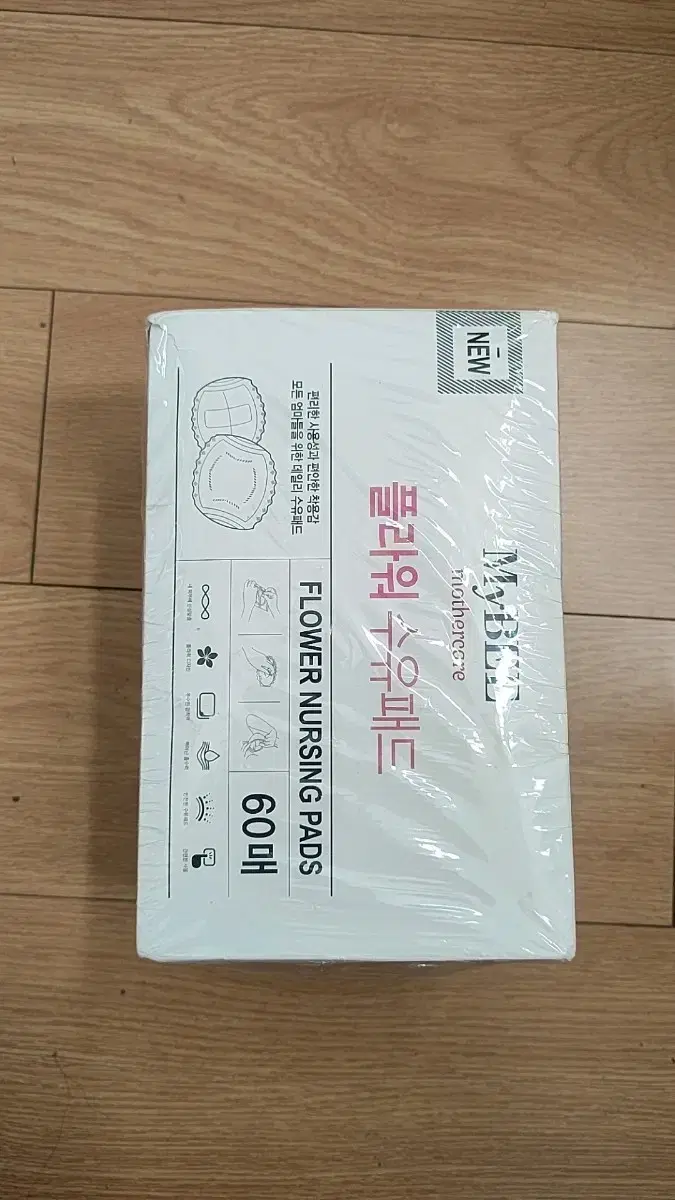 NEW
MyBEE
mothercare
플라워 수유패드
편리한 사용성과 편안한 착용감
모든 엄마들을 위한 데일리 수유패드
FLOWER NURSING PADS
60매